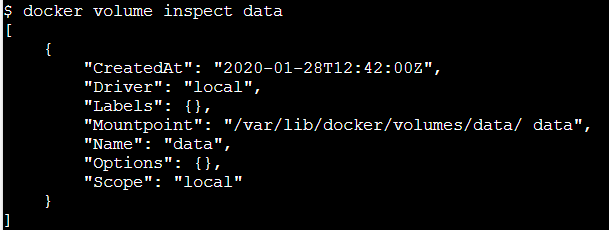 $ docker volume inspect data
[
    {
        "CreatedAt": "2020-01-28T12:42:00Z",
        "Driver": "local",
        "Labels": {},
        "Mountpoint": "/var/lib/docker/volumes/data/ data",
        "Name": "data",
        "Options": {},
        "Scope": "local"
    }
]